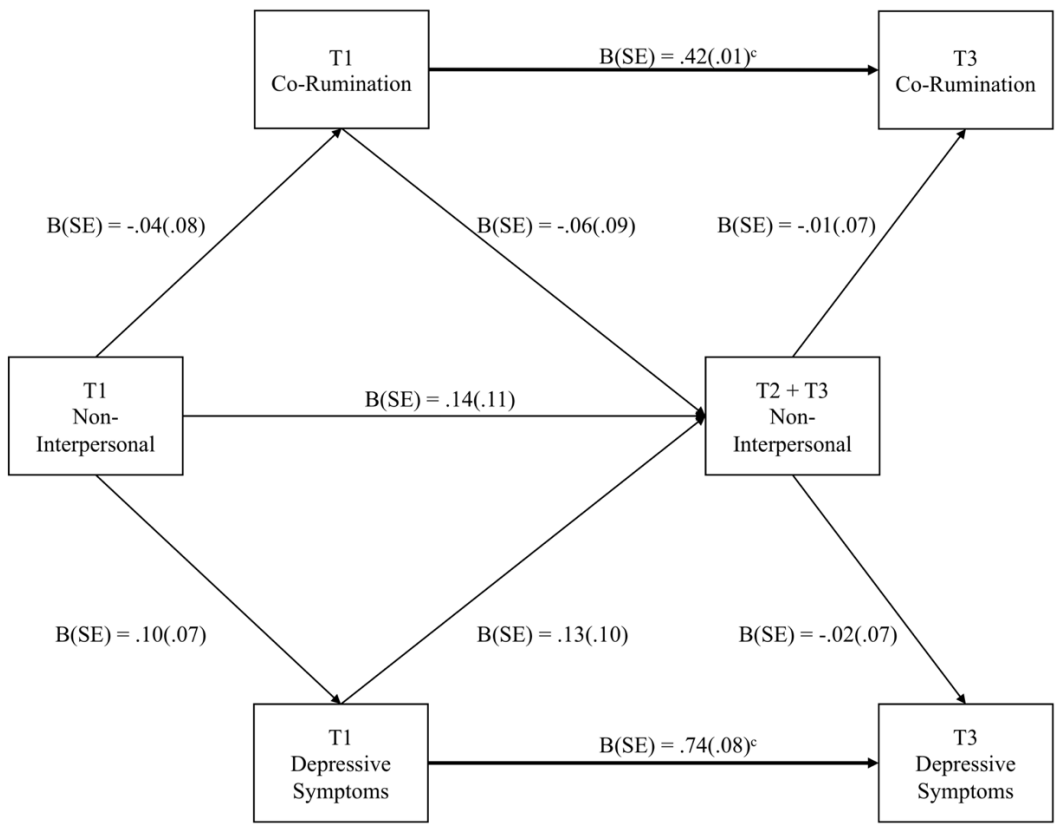 T1
Co-Rumination
B(SE) = .42(.01)ᶜ
T3
Co-Rumination
B(SE) = -.04(.08)
B(SE) = -.06(.09)
B(SE) = -.01(.07)
T1
Non-
Interpersonal
B(SE) = .14(.11)
T2 + T3
Non-
Interpersonal
B(SE) = .10(.07)
B(SE) = .13(.10)
B(SE) = -.02(.07)
T1
Depressive
Symptoms
B(SE) = .74(.08)ᶜ
T3
Depressive
Symptoms